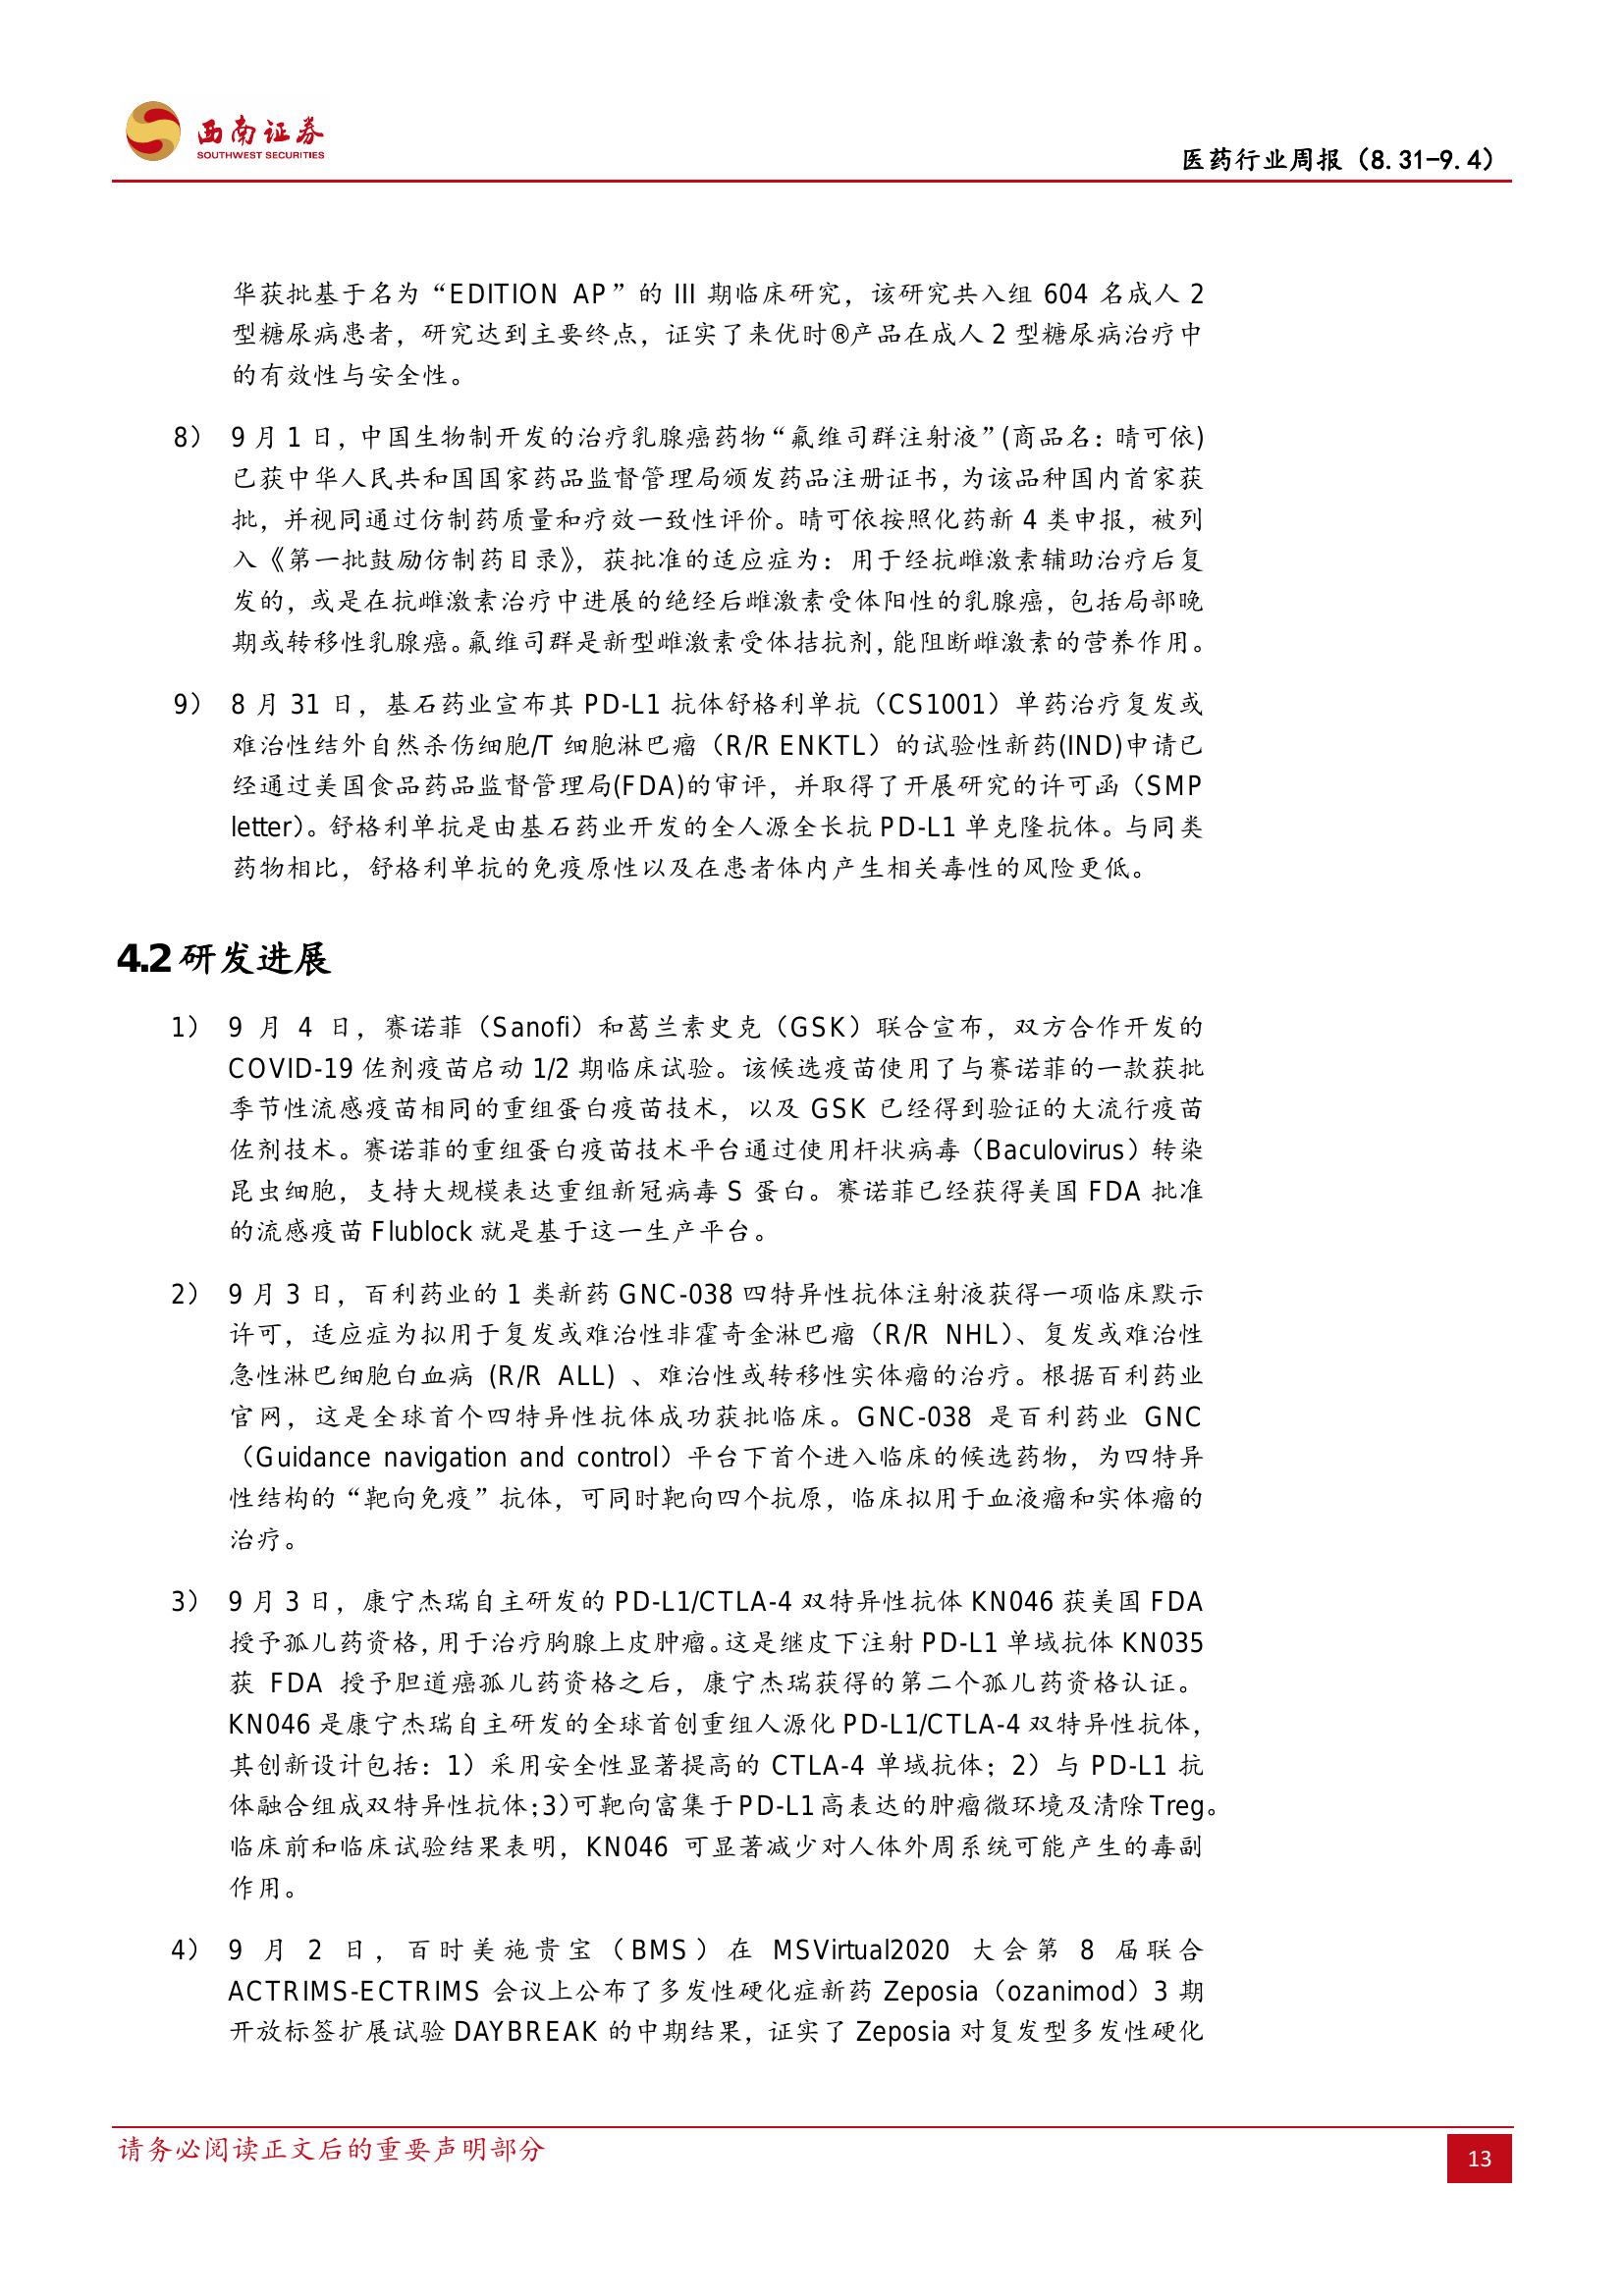 西南证券
SOUTHWEST SECURITIES
医药行业周报（8.31-9.4）
华获批基于名为“EDITION AP”的 III 期临床研究，该研究共入组 604 名成人 2
型糖尿病患者，研究达到主要终点，证实了来优时®产品在成人 2 型糖尿病治疗中
的有效性与安全性。
8） 9 月 1 日，中国生物制开发的治疗乳腺癌药物“氟维司群注射液”(商品名：晴可依)
已获中华人民共和国国家药品监督管理局颁发药品注册证书，为该品种国内首家获
批，并视同通过仿制药质量和疗效一致性评价。晴可依按照化药新 4 类申报，被列
入《第一批鼓励仿制药目录》，获批准的适应症为：用于经抗雌激素辅助治疗后复
发的，或是在抗雌激素治疗中进展的绝经后雌激素受体阳性的乳腺癌，包括局部晚
期或转移性乳腺癌。氟维司群是新型雌激素受体拮抗剂，能阻断雌激素的营养作用。
9） 8 月 31 日，基石药业宣布其 PD-L1 抗体舒格利单抗（CS1001）单药治疗复发或
难治性结外自然杀伤细胞/T 细胞淋巴瘤（R/R ENKTL）的试验性新药(IND)申请已
经通过美国食品药品监督管理局(FDA)的审评，并取得了开展研究的许可函（SMP
letter）。舒格利单抗是由基石药业开发的全人源全长抗 PD-L1 单克隆抗体。与同类
药物相比，舒格利单抗的免疫原性以及在患者体内产生相关毒性的风险更低。
4.2 研发进展
1） 9 月 4 日，赛诺菲（Sanofi）和葛兰素史克（GSK）联合宣布，双方合作开发的
COVID-19 佐剂疫苗启动 1/2 期临床试验。该候选疫苗使用了与赛诺菲的一款获批
季节性流感疫苗相同的重组蛋白疫苗技术，以及 GSK 已经得到验证的大流行疫苗
佐剂技术。赛诺菲的重组蛋白疫苗技术平台通过使用杆状病毒（Baculovirus）转染
昆虫细胞，支持大规模表达重组新冠病毒 S 蛋白。赛诺菲已经获得美国 FDA 批准
的流感疫苗 Flublock 就是基于这一生产平台。
2） 9 月 3 日，百利药业的 1 类新药 GNC-038 四特异性抗体注射液获得一项临床默示
许可，适应症为拟用于复发或难治性非霍奇金淋巴瘤（R/R NHL）、复发或难治性
急性淋巴细胞白血病 (R/R ALL) 、难治性或转移性实体瘤的治疗。根据百利药业
官网，这是全球首个四特异性抗体成功获批临床。GNC-038 是百利药业 GNC
（Guidance navigation and control）平台下首个进入临床的候选药物，为四特异
性结构的“靶向免疫”抗体，可同时靶向四个抗原，临床拟用于血液瘤和实体瘤的
治疗。
3） 9 月 3 日，康宁杰瑞自主研发的 PD-L1/CTLA-4 双特异性抗体 KN046 获美国 FDA
授予孤儿药资格，用于治疗胸腺上皮肿瘤。这是继皮下注射 PD-L1 单域抗体 KN035
获 FDA 授予胆道癌孤儿药资格之后，康宁杰瑞获得的第二个孤儿药资格认证。
KN046 是康宁杰瑞自主研发的全球首创重组人源化 PD-L1/CTLA-4 双特异性抗体，
其创新设计包括：1）采用安全性显著提高的 CTLA-4 单域抗体；2）与 PD-L1 抗
体融合组成双特异性抗体；3)可靶向富集于 PD-L1 高表达的肿瘤微环境及清除 Treg。
临床前和临床试验结果表明，KN046 可显著减少对人体外周系统可能产生的毒副
作用。
4） 9 月 2 日，百时美施贵宝（BMS）在 MSVirtual2020 大会第 8 届联合
ACTRIMS-ECTRIMS 会议上公布了多发性硬化症新药 Zeposia（ozanimod）3 期
开放标签扩展试验 DAYBREAK 的中期结果，证实了 Zeposia 对复发型多发性硬化
请务必阅读正文后的重要声明部分
13